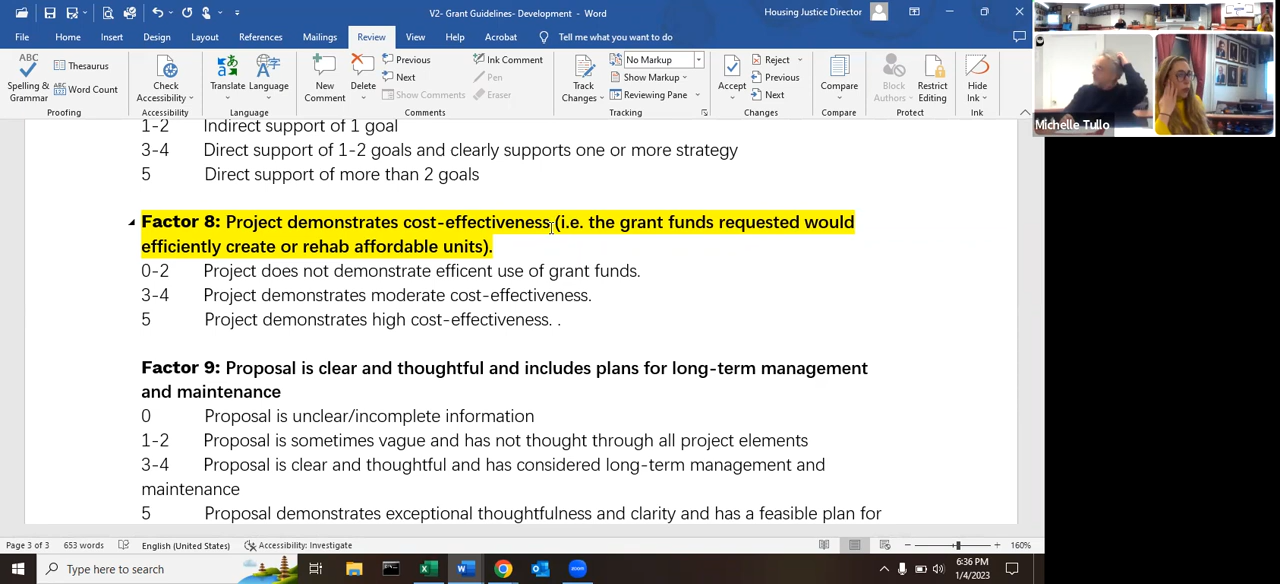 V2- Grant Guidelines- Development - Word
Housing Justice Director
File Home Insert Design Layout References Mailings Review View Help Acrobat Tell me what you want to do
ABC
Spelling & Grammar
Thesaurus
Word Count
Proofing
Check Accessibility
Accessibility
Translate
Language
Language
New Comment
Delete
Previous
Next
Show Comments
Comments
Ink Comment
Pen
Eraser
Track Changes
No Markup
Show Markup
Reviewing Pane
Tracking
Accept
Reject
Previous
Next
Changes
Compare
Compare
Block Authors
Restrict Editing
Protect
Hide Ink
Ink
Michelle Tullo
1-2 Indirect support of 1 goal
3-4 Direct support of 1-2 goals and clearly supports one or more strategy
5 Direct support of more than 2 goals
Factor 8: Project demonstrates cost-effectiveness (i.e. the grant funds requested would
efficiently create or rehab affordable units).
0-2 Project does not demonstrate efficent use of grant funds.
3-4 Project demonstrates moderate cost-effectiveness.
5 Project demonstrates high cost-effectiveness. .
Factor 9: Proposal is clear and thoughtful and includes plans for long-term management
and maintenance
0 Proposal is unclear/incomplete information
1-2 Proposal is sometimes vague and has not thought through all project elements
3-4 Proposal is clear and thoughtful and has considered long-term management and
maintenance
5 Proposal demonstrates exceptional thoughtfulness and clarity and has a feasible plan for
Page 3 of 3 653 words English (United States) Accessibility: Investigate 160%
Type here to search
zoom
6:36 PM
1/4/2023